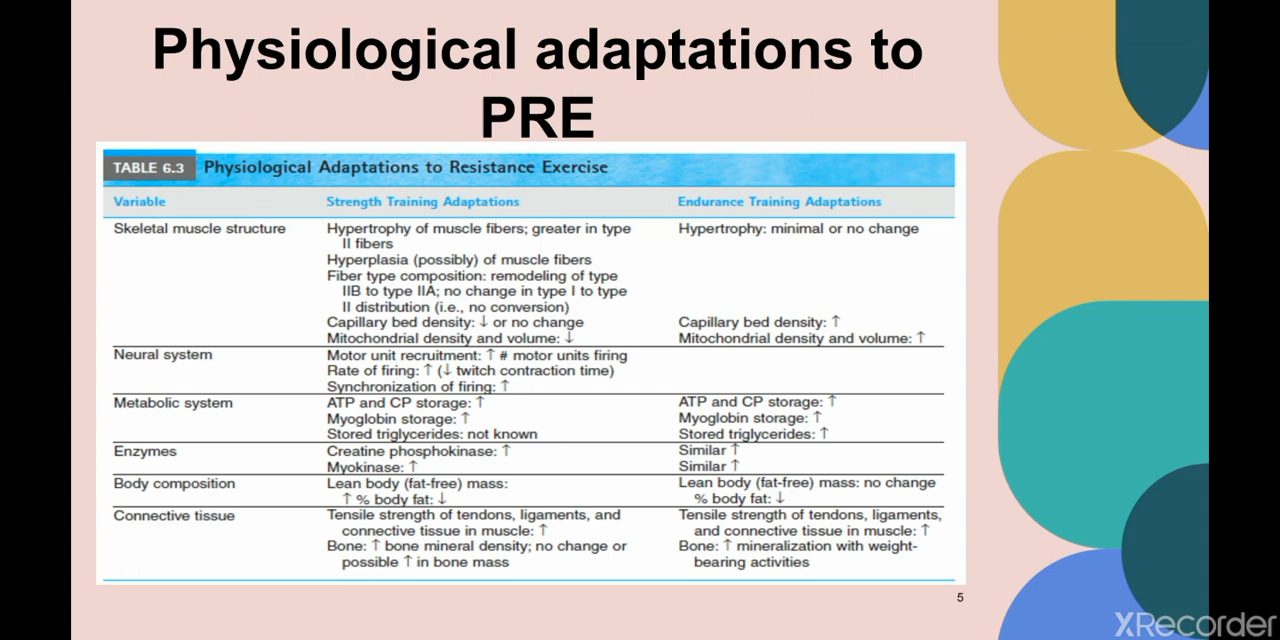 Physiological adaptations to
PRE
TABLE 6.3 Physiological Adaptations to Resistance Exercise
Variable Strength Training Adaptations Endurance Training Adaptations
Skeletal muscle structure Hypertrophy of muscle fibers; greater in type Hypertrophy: minimal or no change
II fibers
Hyperplasia (possibly) of muscle fibers
Fiber type composition: remodeling of type
IIB to type IIA; no change in type I to type
II distribution (i.e., no conversion)
Capillary bed density: ↓ or no change Capillary bed density: ↑
Mitochondrial density and volume: ↓ Mitochondrial density and volume: ↑
Neural system Motor unit recruitment: ↑ # motor units firing
Rate of firing: ↑ (↓ twitch contraction time)
Synchronization of firing: ↑
Metabolic system ATP and CP storage: ↑ ATP and CP storage: ↑
Myoglobin storage: ↑ Myoglobin storage: ↑
Stored triglycerides: not known Stored triglycerides: ↑
Enzymes Creatine phosphokinase: ↑ Similar ↑
Myokinase: ↑ Similar ↑
Body composition Lean body (fat-free) mass: Lean body (fat-free) mass: no change
↑ % body fat: ↓ % body fat: ↓
Connective tissue Tensile strength of tendons, ligaments, and Tensile strength of tendons, ligaments,
connective tissue in muscle: ↑ and connective tissue in muscle: ↑
Bone: ↑ bone mineral density; no change or Bone: ↑ mineralization with weight-
possible ↑ in bone mass bearing activities
5
XRecorder